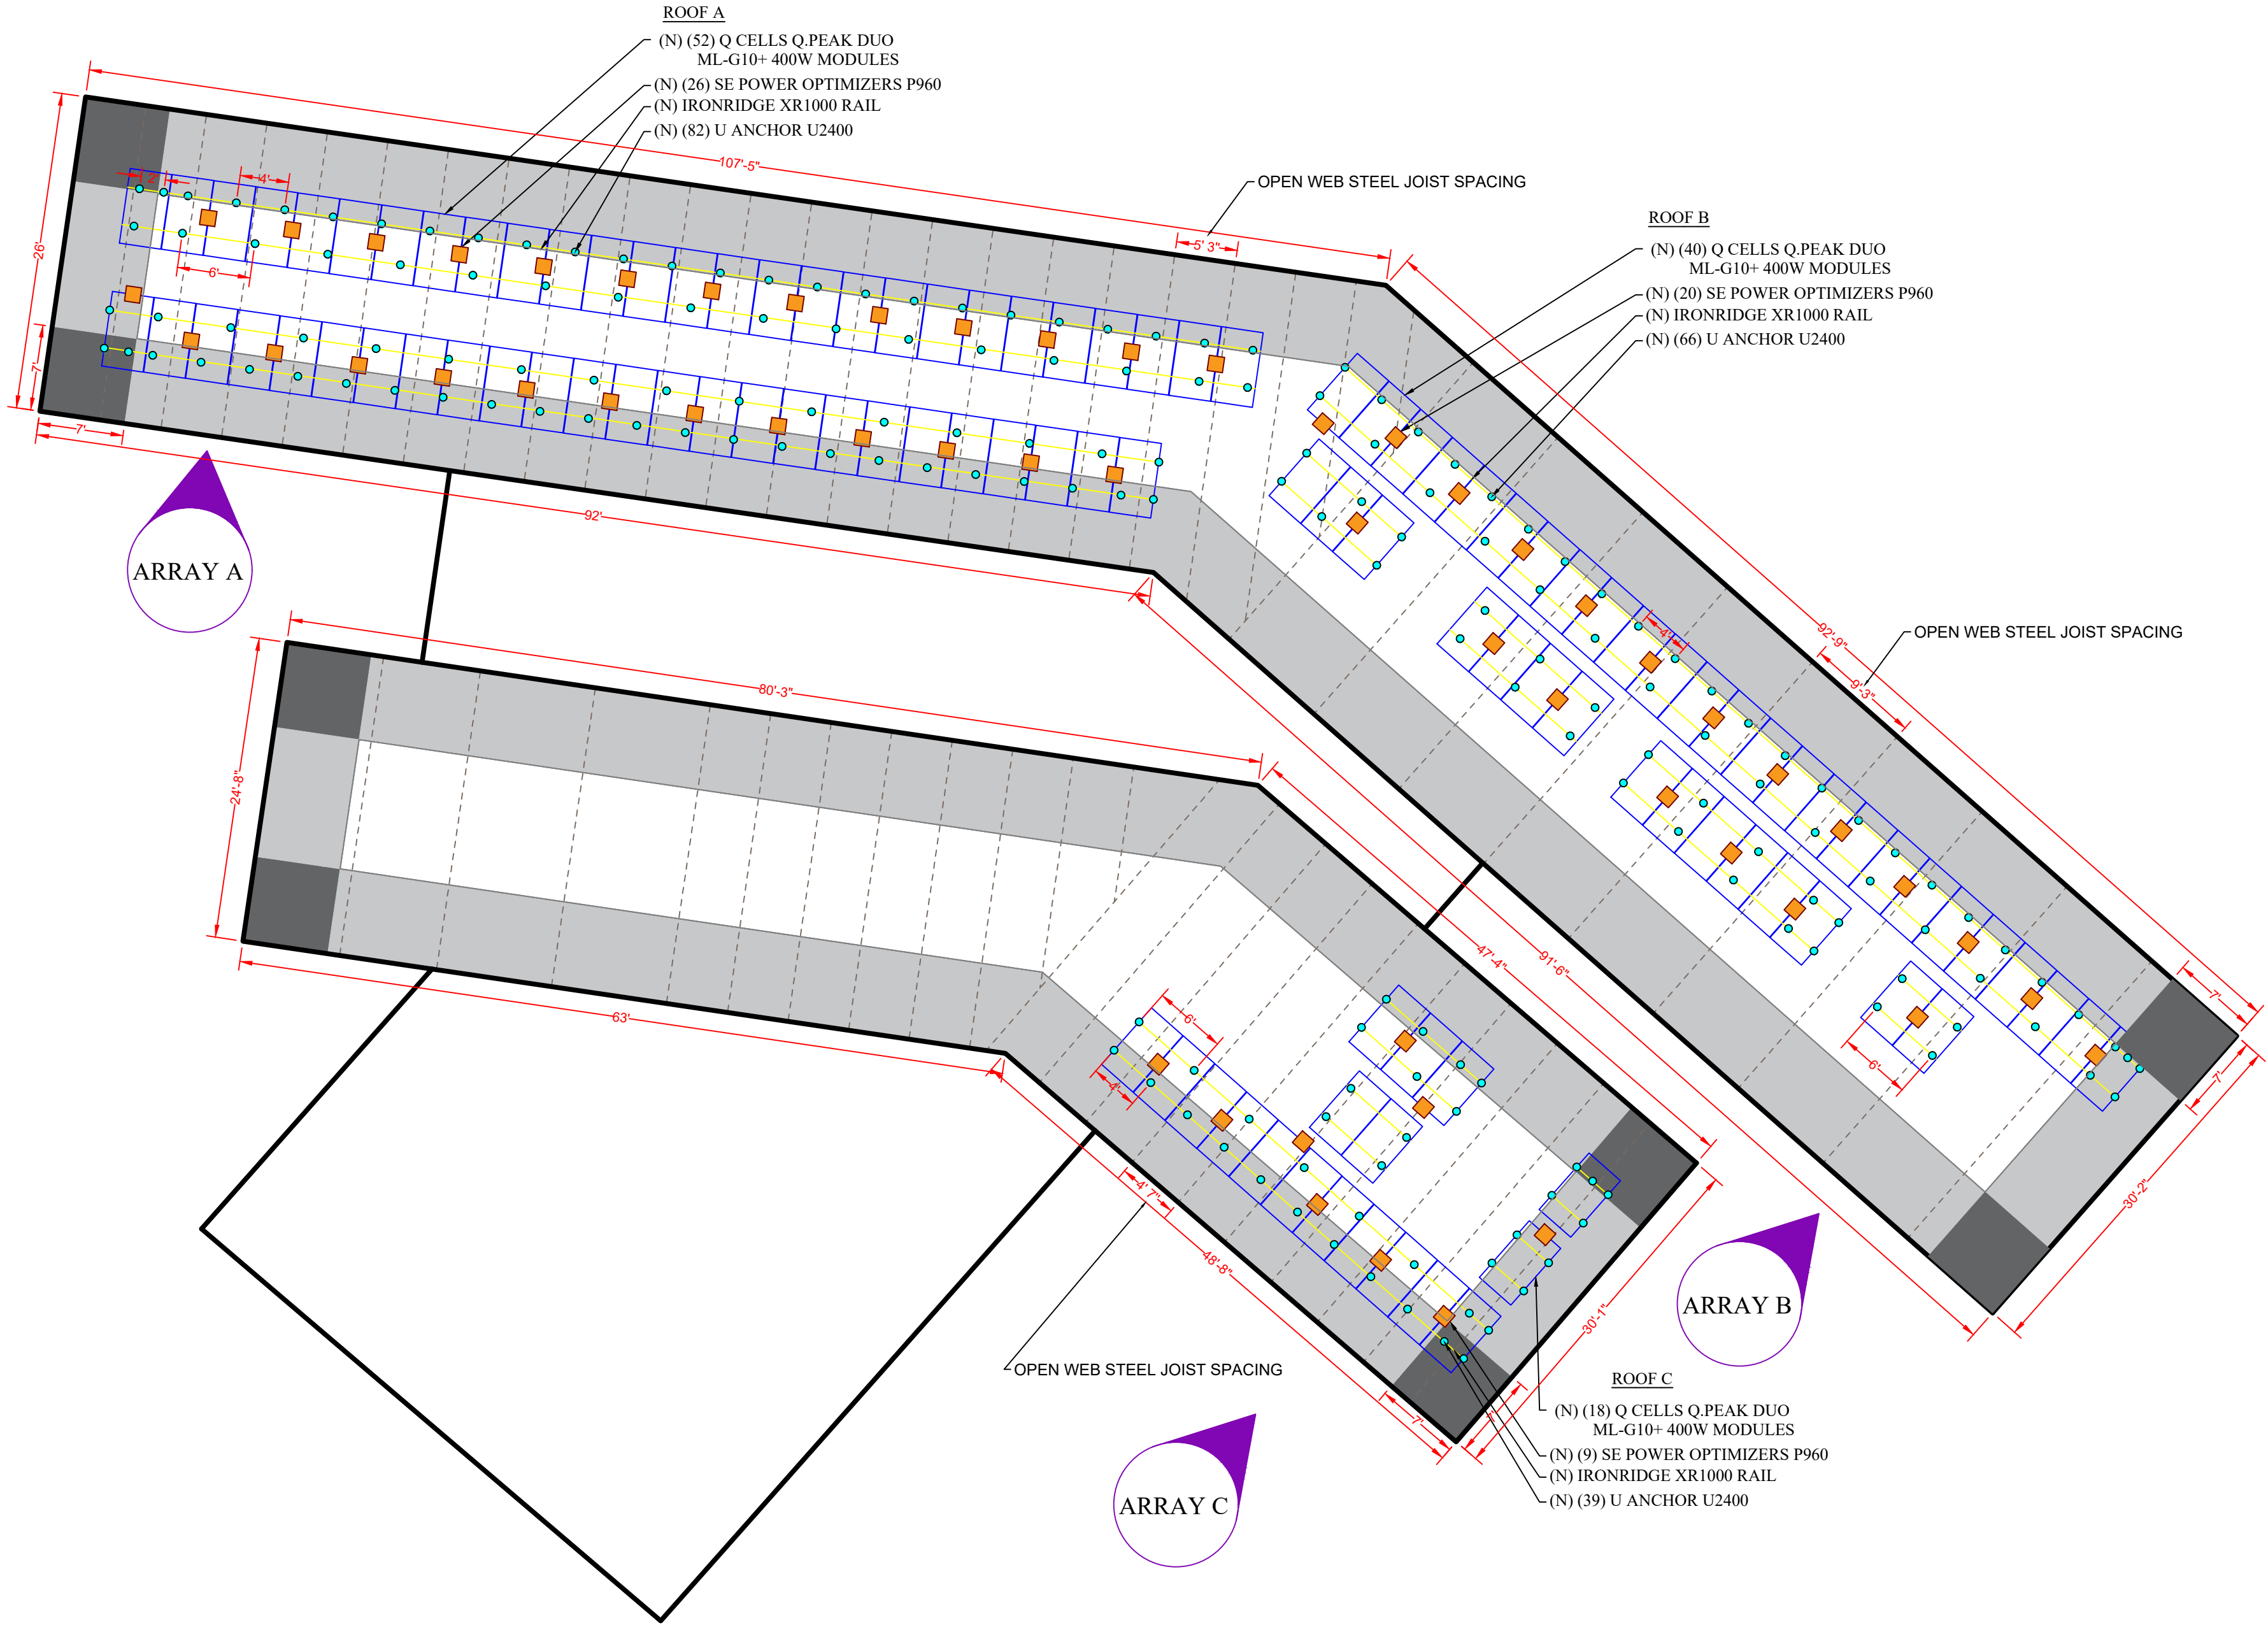 ROOF A
(N) (52) Q CELLS Q.PEAK DUO
ML-G10+ 400W MODULES
(N) (26) SE POWER OPTIMIZERS P960
(N) IRONRIDGE XR1000 RAIL
(N) (82) U ANCHOR U2400
107'-5"
OPEN WEB STEEL JOIST SPACING
5' 3"
2'
4'
6'
26'
7'
7'
92'
ARRAY A
ROOF B
(N) (40) Q CELLS Q.PEAK DUO
ML-G10+ 400W MODULES
(N) (20) SE POWER OPTIMIZERS P960
(N) IRONRIDGE XR1000 RAIL
(N) (66) U ANCHOR U2400
92'-9"
OPEN WEB STEEL JOIST SPACING
9'-3"
4'
80'-3"
24'-8"
63'
47'-4"
91'-6"
7'
7'
6'
30'-2"
6'
4'
4' 7"
48'-8"
30'-1"
7'
ARRAY B
OPEN WEB STEEL JOIST SPACING
ARRAY C
ROOF C
(N) (18) Q CELLS Q.PEAK DUO
ML-G10+ 400W MODULES
(N) (9) SE POWER OPTIMIZERS P960
(N) IRONRIDGE XR1000 RAIL
(N) (39) U ANCHOR U2400